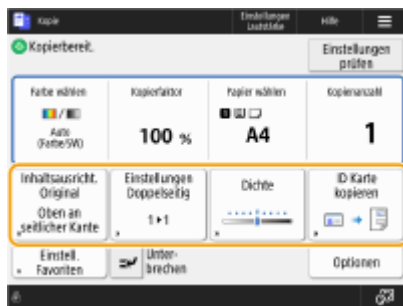 Kopie
Einstellungen
Lautstärke
Hilfe
Kopierbereit.
Einstellungen
prüfen
Farbe wählen
Kopierfaktor
Papier wählen
Kopienanzahl
Auto
(Farbe/SW)
100 %
A4
1
Inhaltsausricht.
Original
Oben an
seitlicher Kante
Einstellungen
Doppelseitig
1►1
Dichte
ID Karte
kopieren
Einstell.
Favoriten
Unter-
brechen
Optionen